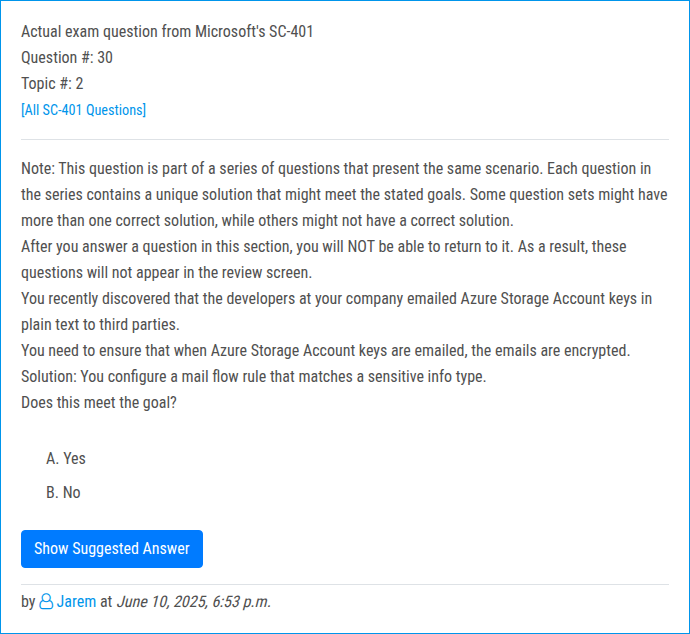 Actual exam question from Microsoft's SC-401
Question #: 30
Topic #: 2
[All SC-401 Questions]
Note: This question is part of a series of questions that present the same scenario. Each question in
the series contains a unique solution that might meet the stated goals. Some question sets might have
more than one correct solution, while others might not have a correct solution.
After you answer a question in this section, you will NOT be able to return to it. As a result, these
questions will not appear in the review screen.
You recently discovered that the developers at your company emailed Azure Storage Account keys in
plain text to third parties.
You need to ensure that when Azure Storage Account keys are emailed, the emails are encrypted.
Solution: You configure a mail flow rule that matches a sensitive info type.
Does this meet the goal?
A. Yes
B. No
Show Suggested Answer
by Jarem at June 10, 2025, 6:53 p.m.